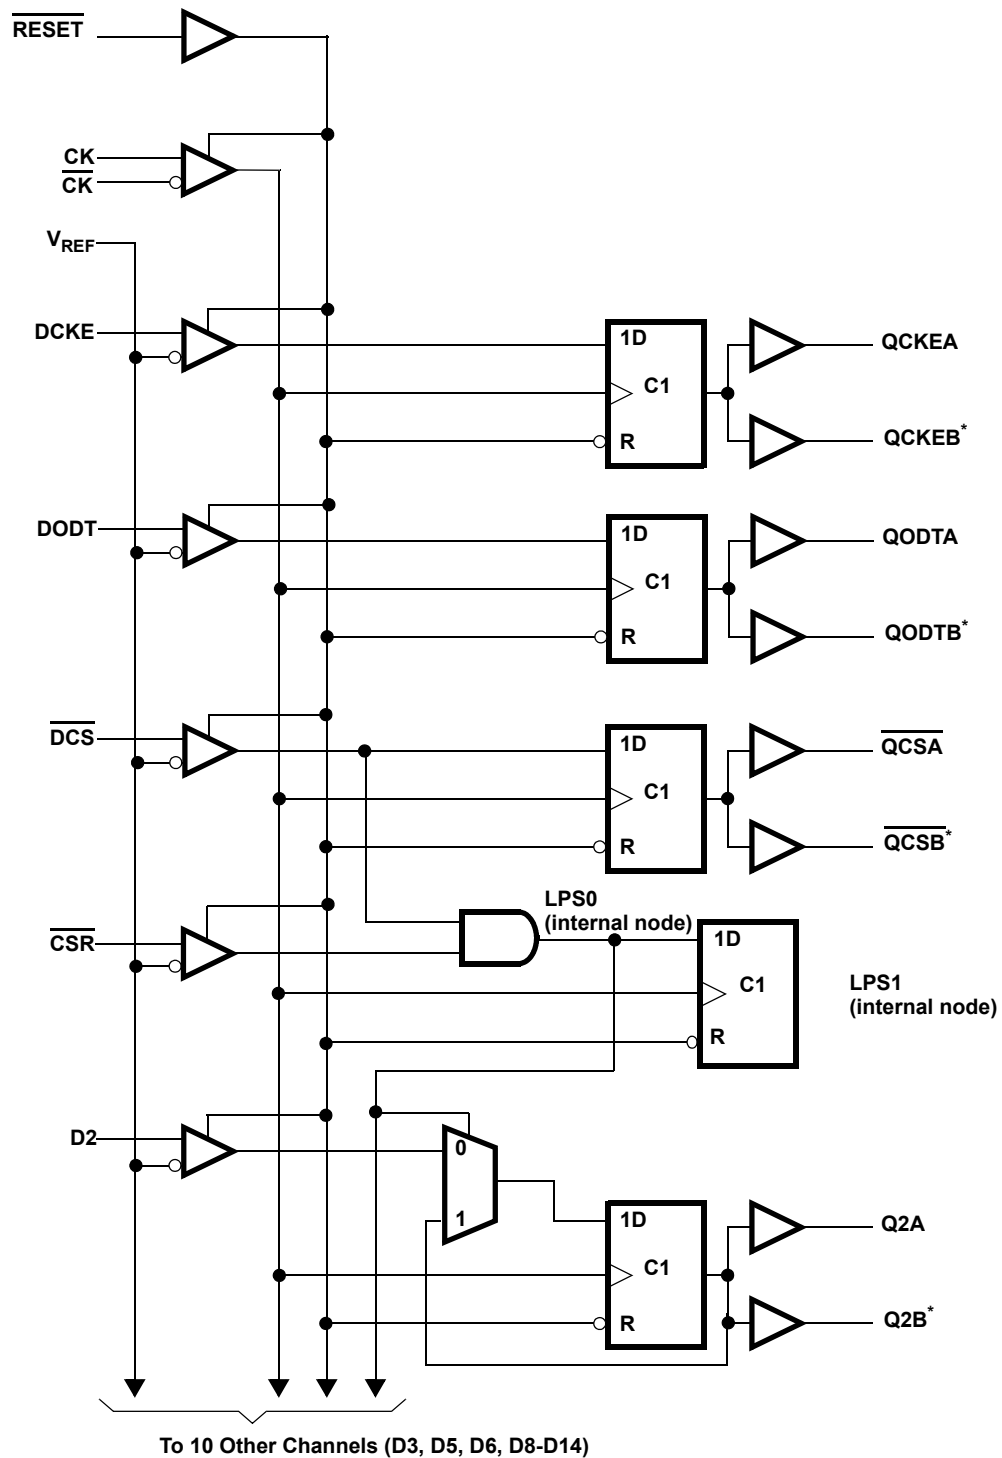 RESET
CK
CK
VREF
DCKE
1D
C1
R
QCKEA
QCKEB*
DODT
1D
C1
R
QODTA
QODTB*
DCS
1D
C1
R
QCSA
QCSB*
CSR
LPS0
(internal node)
1D
C1
R
LPS1
(internal node)
D2
0
1
1D
C1
R
Q2A
Q2B*
To 10 Other Channels (D3, D5, D6, D8-D14)